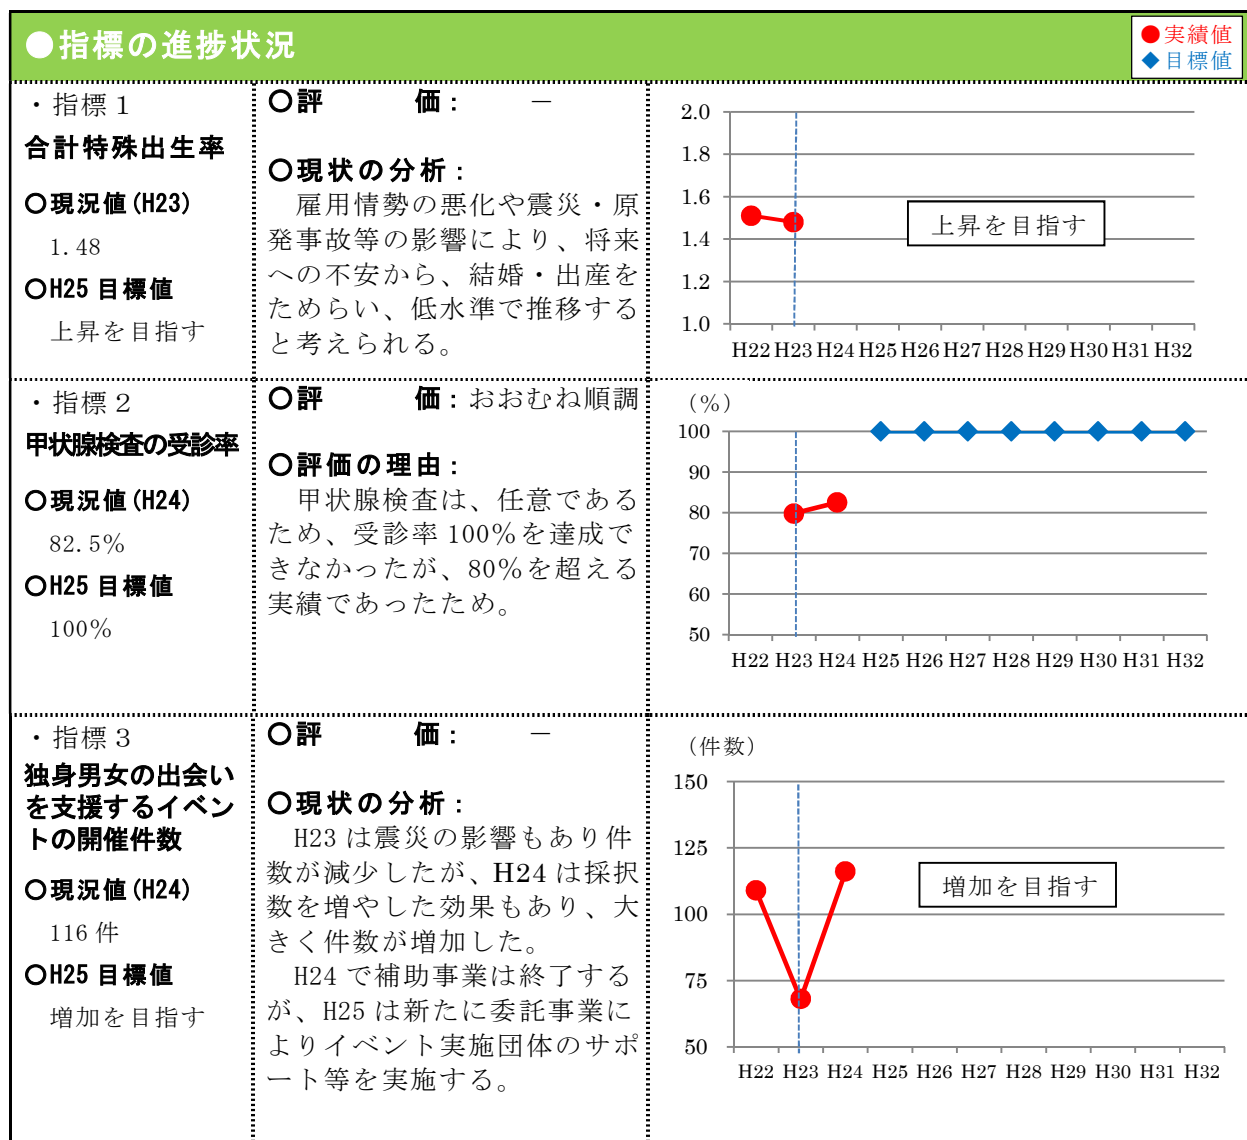 ●指標の進捗状況
●実績値
◆目標値
・指標１
合計特殊出生率
○現況値(H23)
1.48
○H25 目標値
上昇を目指す
○評　　価：　－
○現状の分析：
雇用情勢の悪化や震災・原
発事故等の影響により、将来
への不安から、結婚・出産を
ためらい、低水準で推移する
と考えられる。
2.0
1.8
1.6
1.4
1.2
1.0
上昇を目指す
H22 H23 H24 H25 H26 H27 H28 H29 H30 H31 H32
・指標２
甲状腺検査の受診率
○現況値(H24)
82.5％
○H25 目標値
100％
○評　　価：おおむね順調
○評価の理由：
甲状腺検査は、任意である
ため、受診率 100％を達成で
きなかったが、80％を超える
実績であったため。
（%）
100
90
80
70
60
50
H22 H23 H24 H25 H26 H27 H28 H29 H30 H31 H32
・指標３
独身男女の出会い
を支援するイベン
トの開催件数
○現況値(H24)
116 件
○H25 目標値
増加を目指す
○評　　価：　－
○現状の分析：
H23 は震災の影響もあり件
数が減少したが、H24 は採択
数を増やした効果もあり、大
きく件数が増加した。
H24 で補助事業は終了する
が、H25 は新たに委託事業に
よりイベント実施団体のサポ
ート等を実施する。
（件数）
150
125
100
75
50
増加を目指す
H22 H23 H24 H25 H26 H27 H28 H29 H30 H31 H32